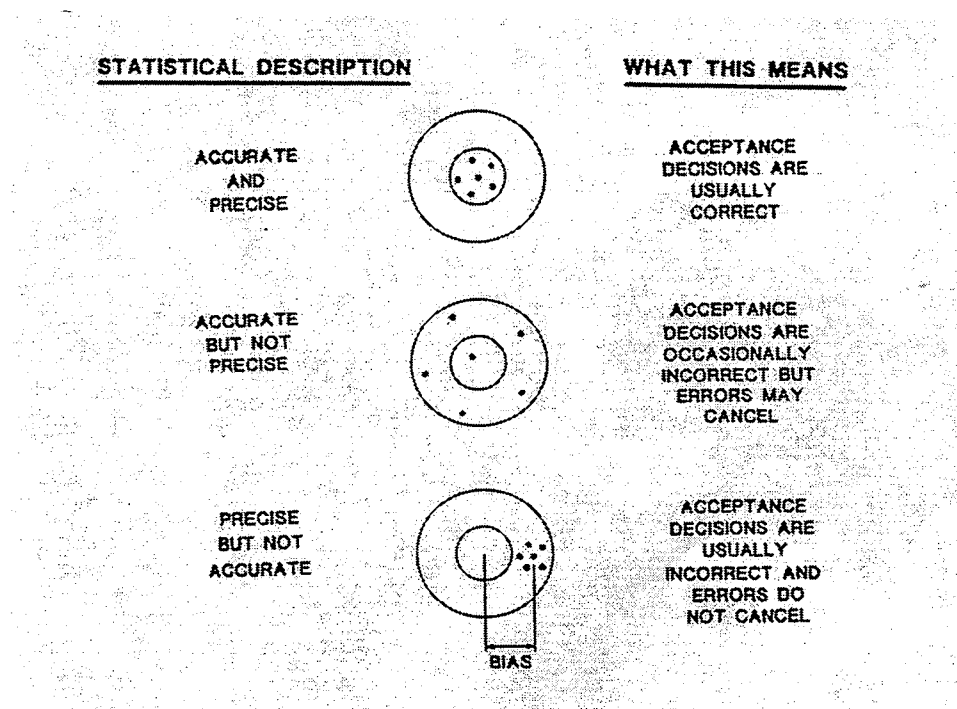 STATISTICAL DESCRIPTION
WHAT THIS MEANS
ACCURATE
AND
PRECISE
ACCEPTANCE
DECISIONS ARE
USUALLY
CORRECT
ACCURATE
BUT NOT
PRECISE
ACCEPTANCE
DECISIONS ARE
OCCASIONALLY
INCORRECT BUT
ERRORS MAY
CANCEL
PRECISE
BUT NOT
ACCURATE
ACCEPTANCE
DECISIONS ARE
USUALLY
INCORRECT AND
ERRORS DO
NOT CANCEL
BIAS